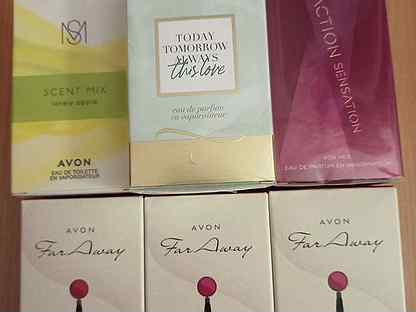 SM
SCENT MIX
AVON
EAU DE TOILETTE
EN VAPORISATEUR
TODAY
TOMORROW
ALWAYS
this love
eau de parfum
en vaporisateur
ACTION
SENSATION
FOR HER
EAU DE PARFUM EN VAPORISATEUR
AVON
Far Away
AVON
Far Away
AVON
Far Away